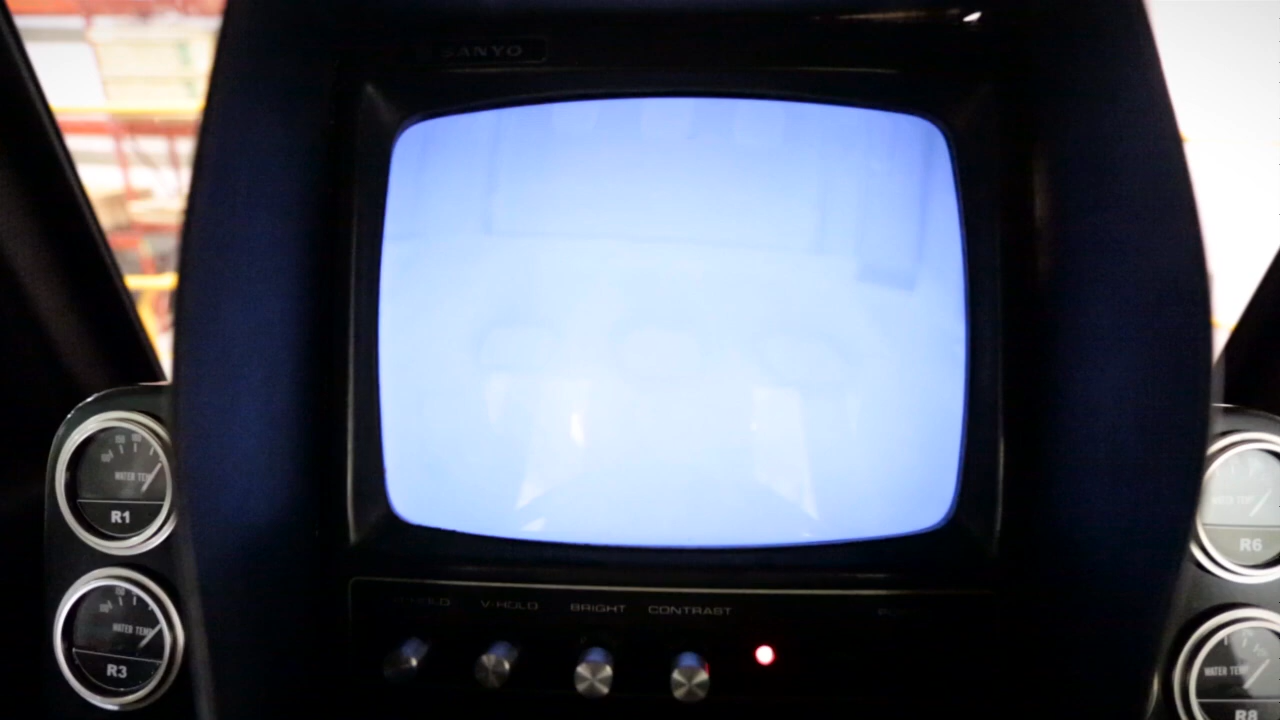 SANYO
V-HOLD BRIGHT CONTRAST
WATER TEMP
R1
WATER TEMP
R3
WATER TEMP
R6
WATER TEMP
R8